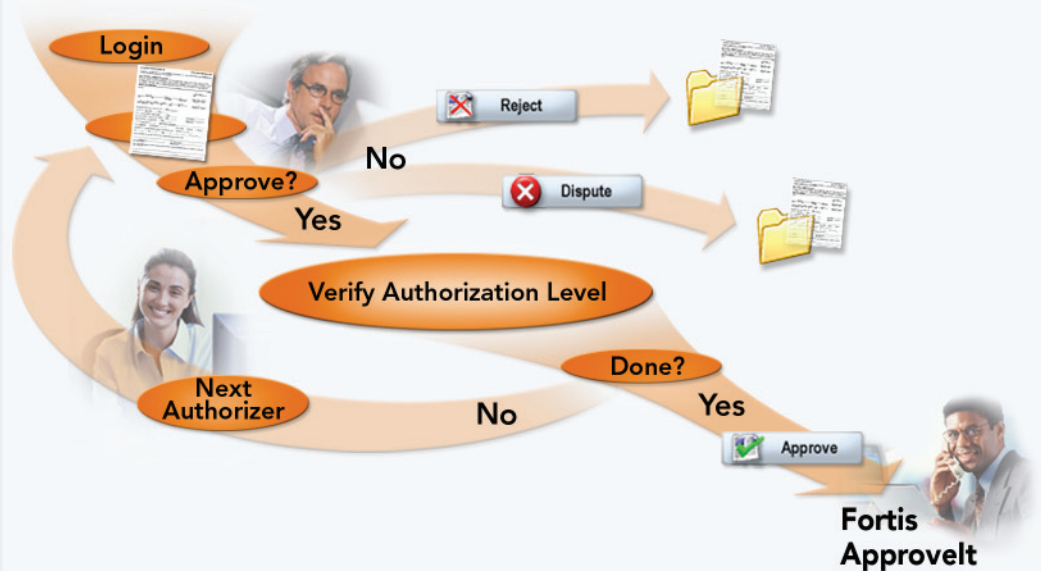 Login
Reject
No
Approve?
Dispute
Yes
Verify Authorization Level
Done?
Next
Authorizer
No
Yes
Approve
Fortis
ApproveIt